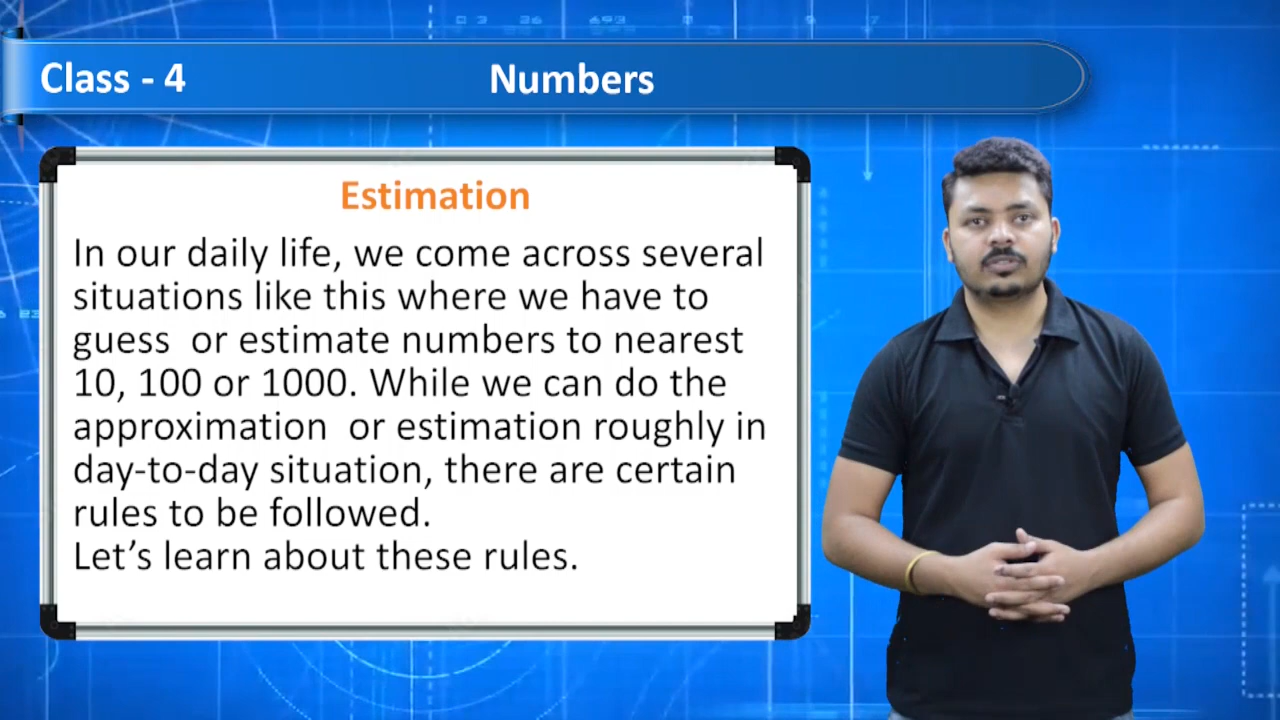 Class - 4
Numbers
Estimation
In our daily life, we come across several
situations like this where we have to
guess  or estimate numbers to nearest
10, 100 or 1000. While we can do the
approximation  or estimation roughly in
day-to-day situation, there are certain
rules to be followed.
Let’s learn about these rules.